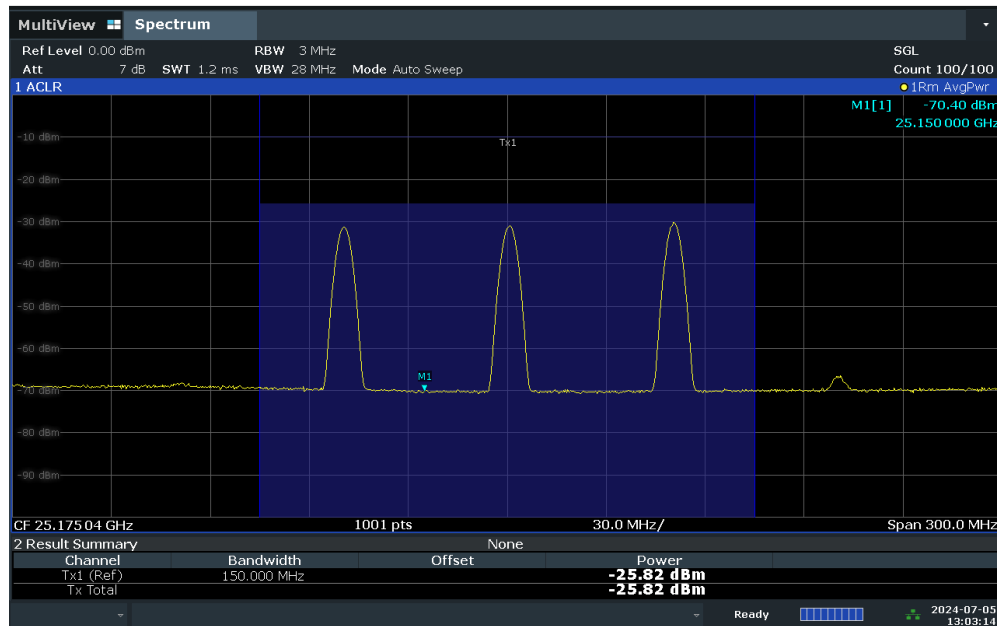 MultiView Spectrum
Ref Level 0.00 dBm RBW 3 MHz SGL
Att 7 dB SWT 1.2 ms VBW 28 MHz Mode Auto Sweep Count 100/100
1 ACLR 1Rm AvgPwr
M1[1] -70.40 dBm
25.150 000 GHz
-10 dBm
Tx1
-20 dBm
-30 dBm
-40 dBm
-50 dBm
-60 dBm
M1
-70 dBm
-80 dBm
-90 dBm
CF 25.175 04 GHz 1001 pts 30.0 MHz/ Span 300.0 MHz
2 Result Summary None
Channel Bandwidth Offset Power
Tx1 (Ref) 150.000 MHz -25.82 dBm
Tx Total -25.82 dBm
Ready 2024-07-05
13:03:14